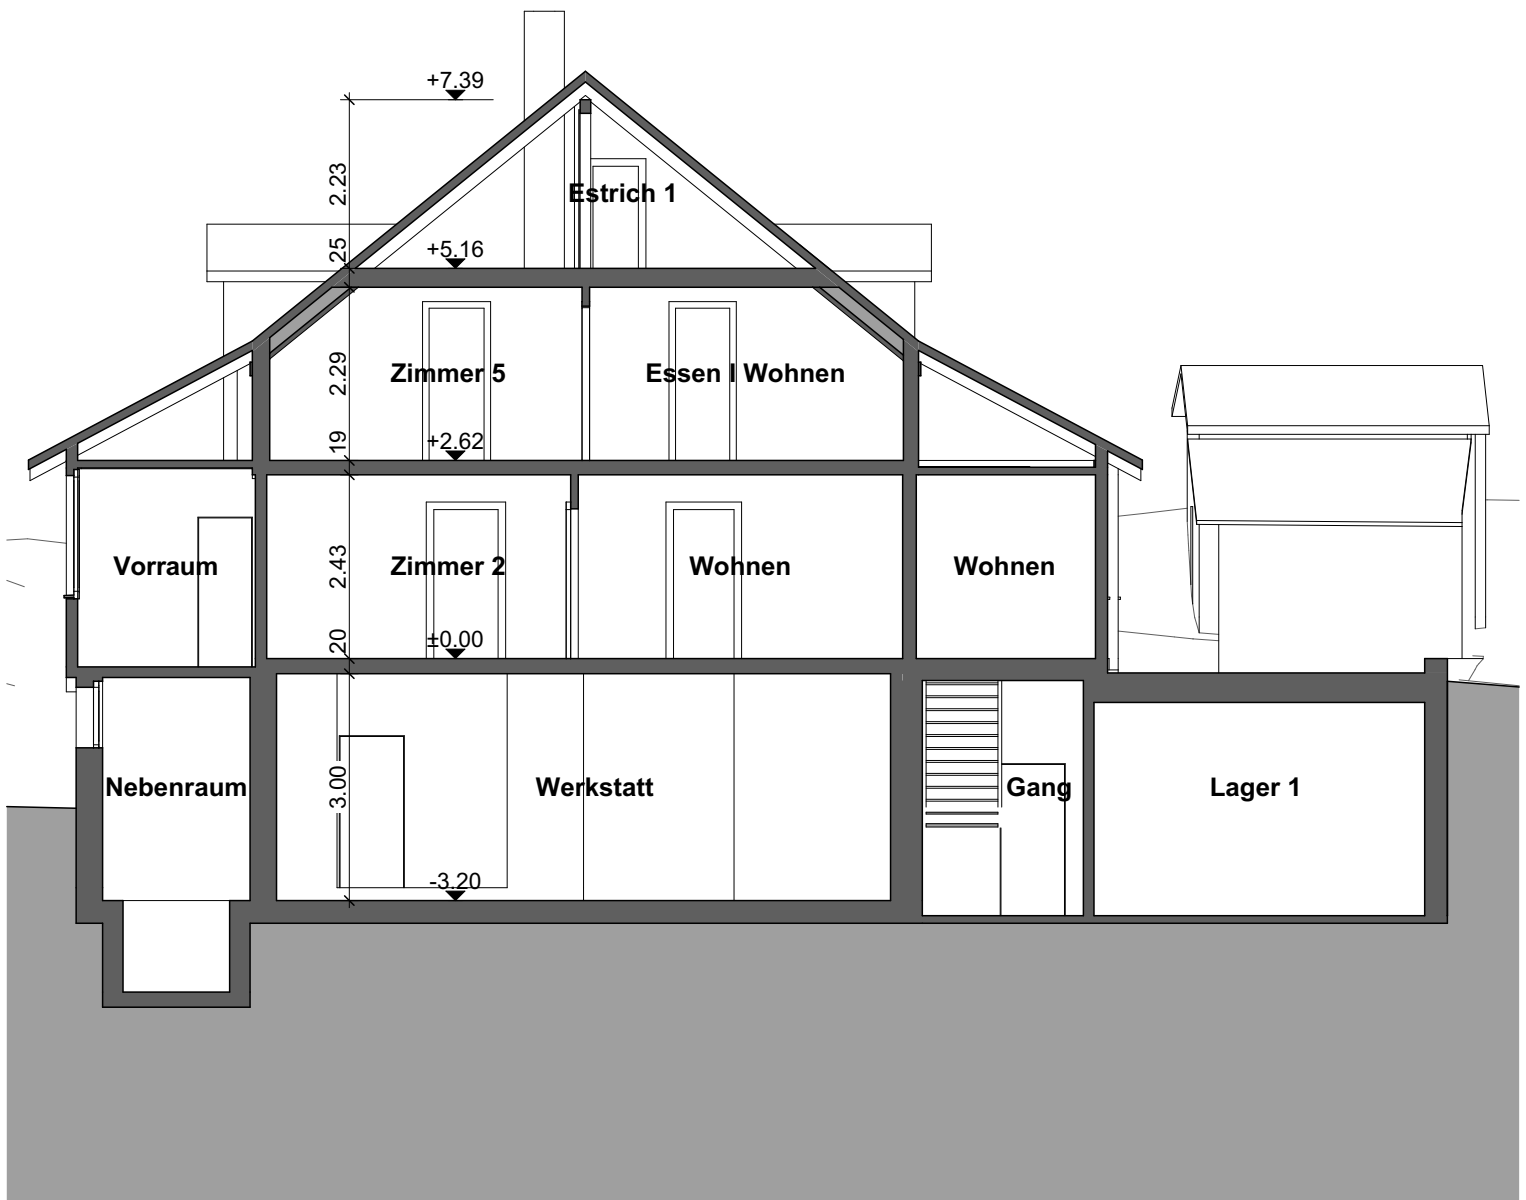 +7.39
2.23
Estrich 1
25
+5.16
2.29
Zimmer 5
Essen I Wohnen
19
+2.62
Vorraum
2.43
Zimmer 2
Wohnen
Wohnen
20
±0.00
Nebenraum
3.00
Werkstatt
Gang
Lager 1
-3.20